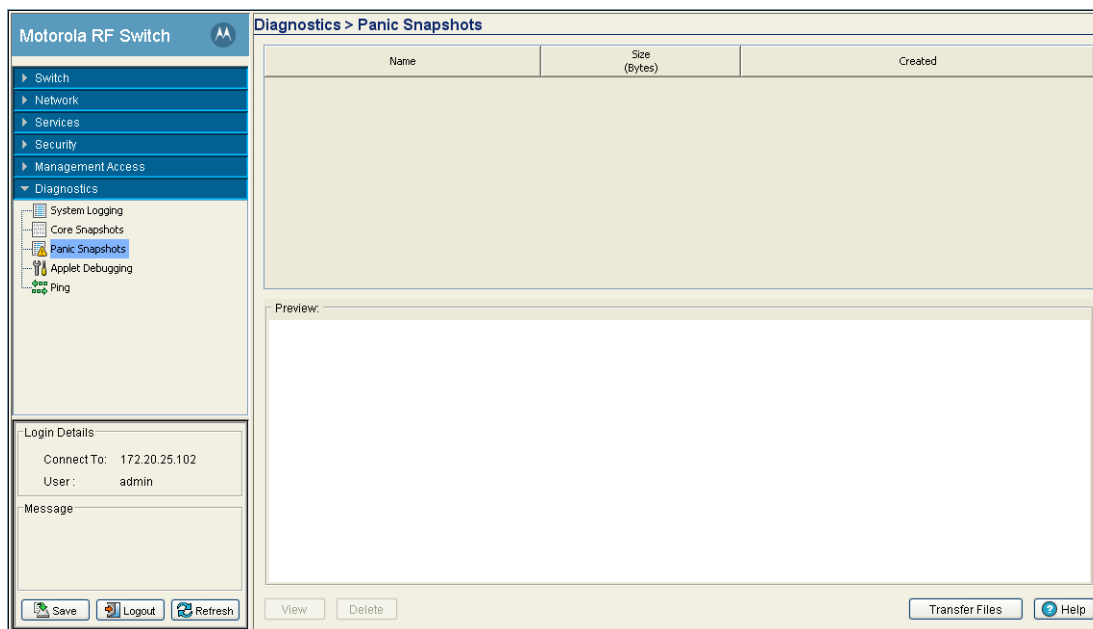 Motorola RF Switch
Switch
Network
Services
Security
Management Access
Diagnostics
System Logging
Core Snapshots
Panic Snapshots
Applet Debugging
Ping
Login Details
Connect To: 172.20.25.102
User : admin
Message
Save Logout Refresh
Diagnostics > Panic Snapshots
Name Size Created
(Bytes)
Preview:
View Delete Transfer Files ? Help